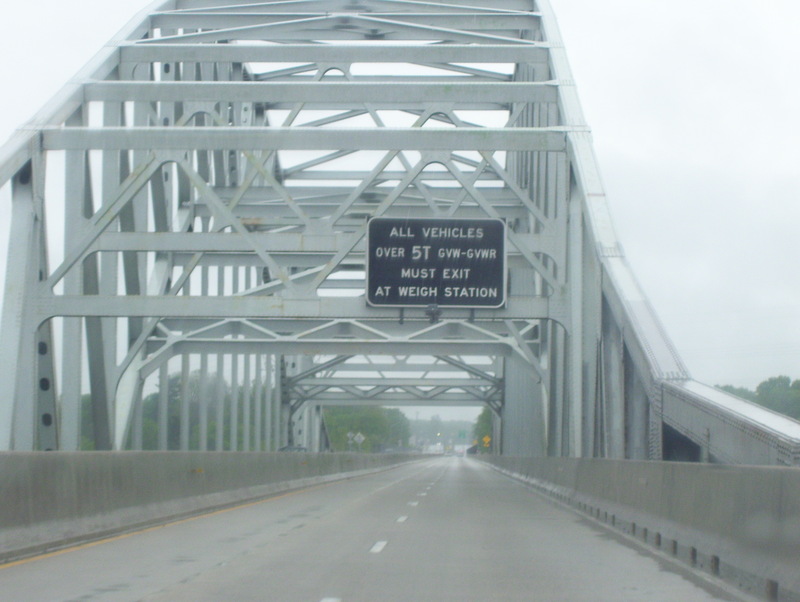 ALL VEHICLES
OVER 5T GVW-GVWR
MUST EXIT
AT WEIGH STATION